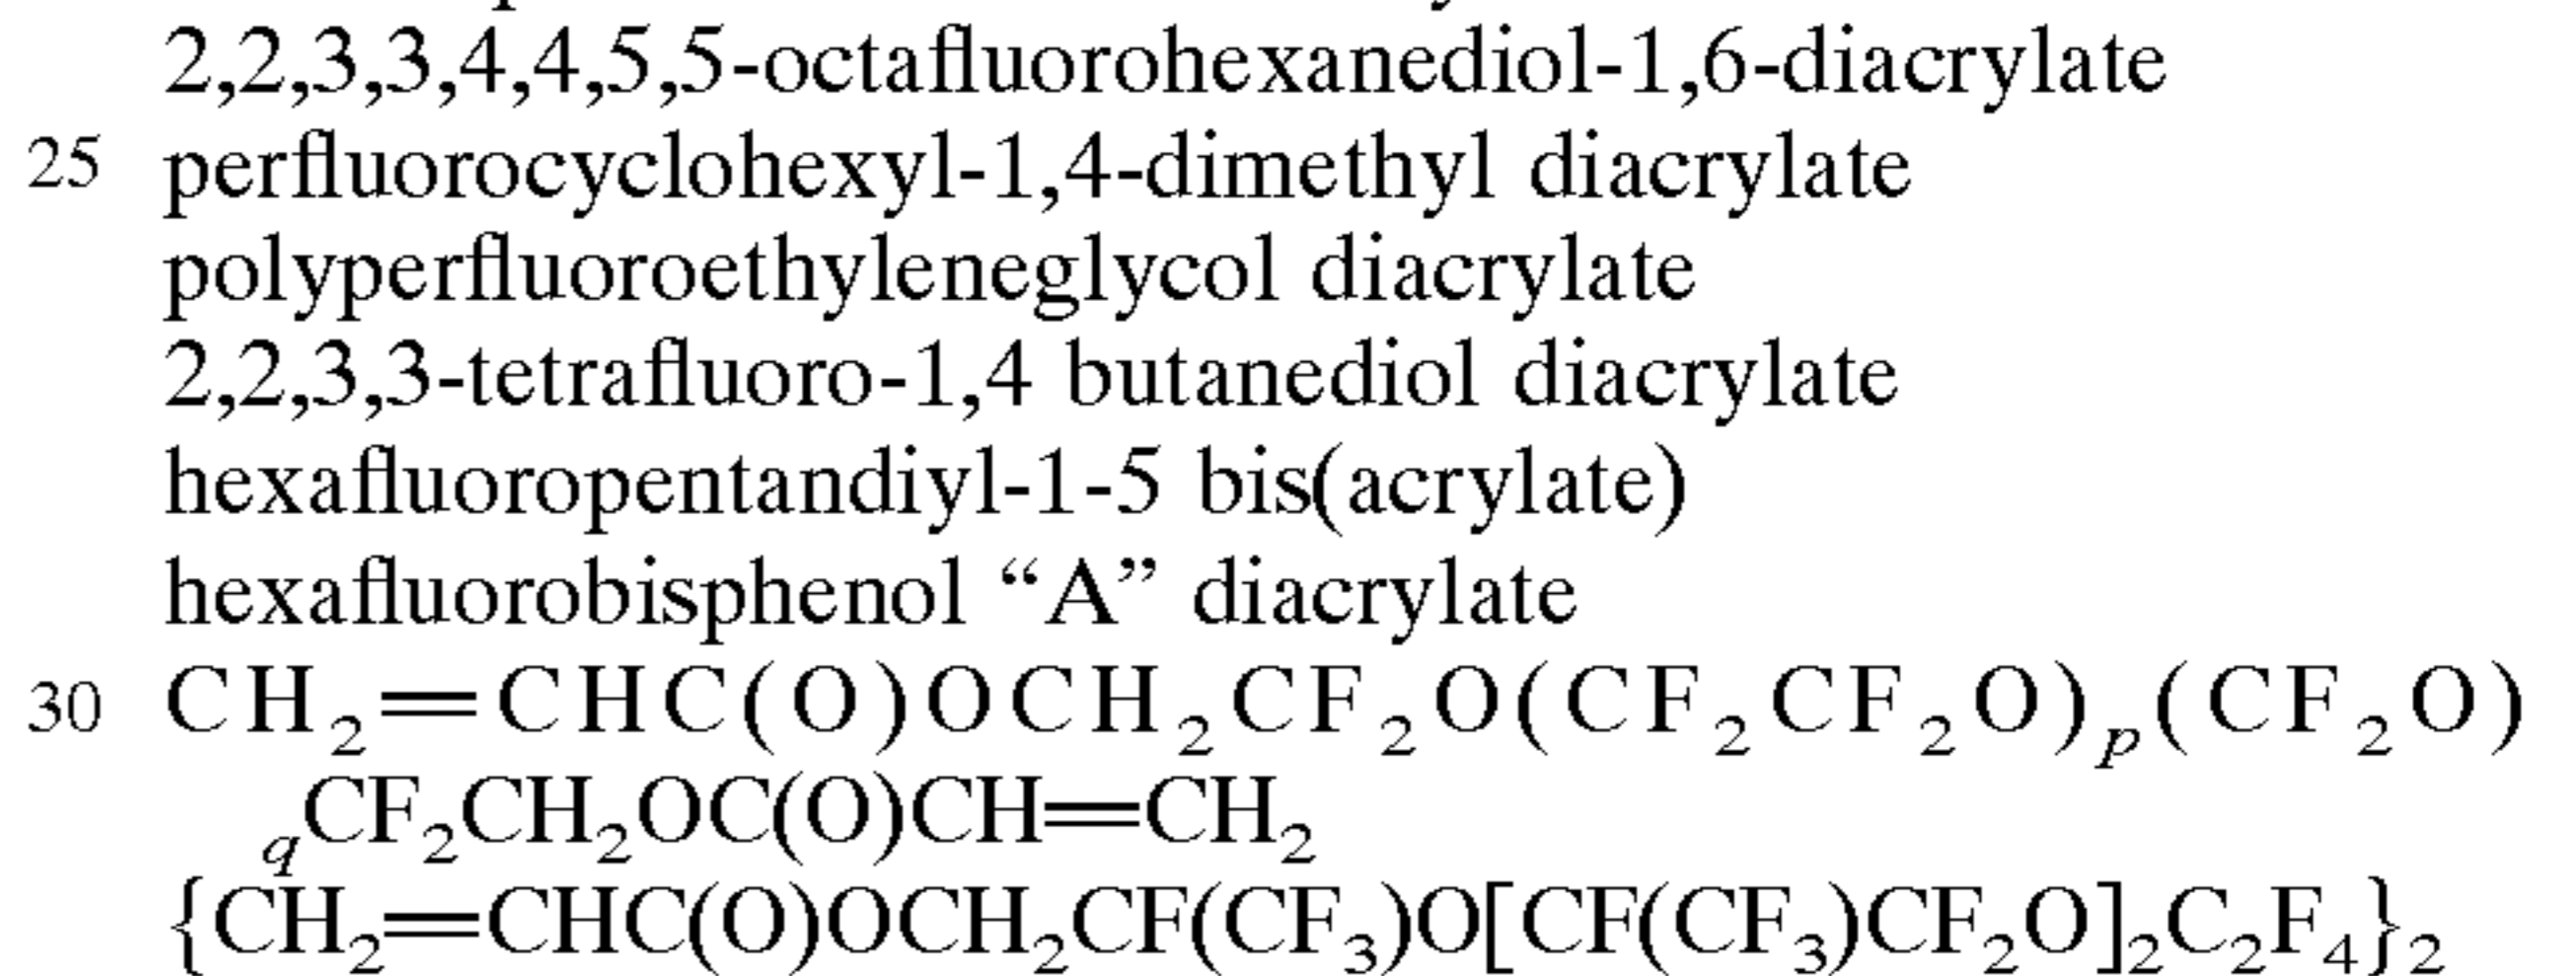 2,2,3,3,4,4,5,5-octafluorohexanediol-1,6-diacrylate
25 perfluorocyclohexyl-1,4-dimethyl diacrylate
polyperfluoroethyleneglycol diacrylate
2,2,3,3-tetrafluoro-1,4 butanediol diacrylate
hexafluoropentandiyl-1-5 bis(acrylate)
hexafluorobisphenol “A” diacrylate
30 CH₂=CHC(O)OCH₂CF₂O(CF₂CF₂O)ₚ(CF₂O)
qCF₂CH₂OC(O)CH=CH₂
{CH₂=CHC(O)OCH₂CF(CF₃)O[CF(CF₃)CF₂O]₂C₂F₄}₂